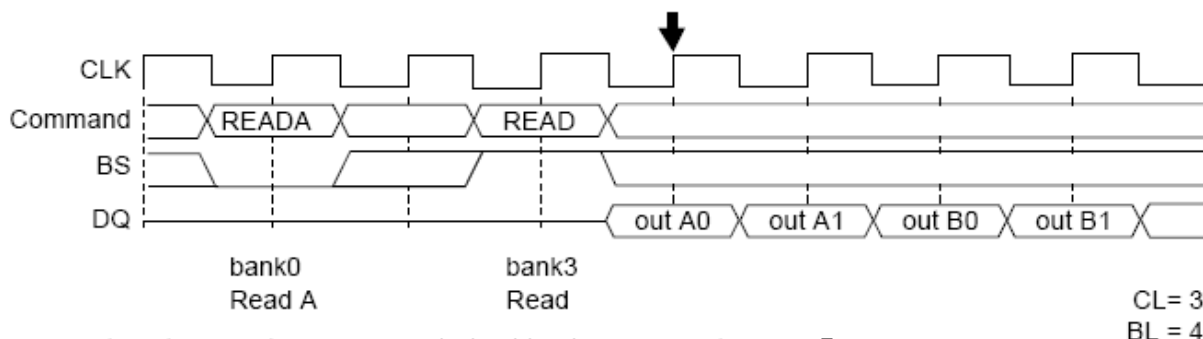 CLK
Command READA READ
BS
DQ out A0 out A1 out B0 out B1
bank0 bank3
Read A Read
CL= 3
BL = 4